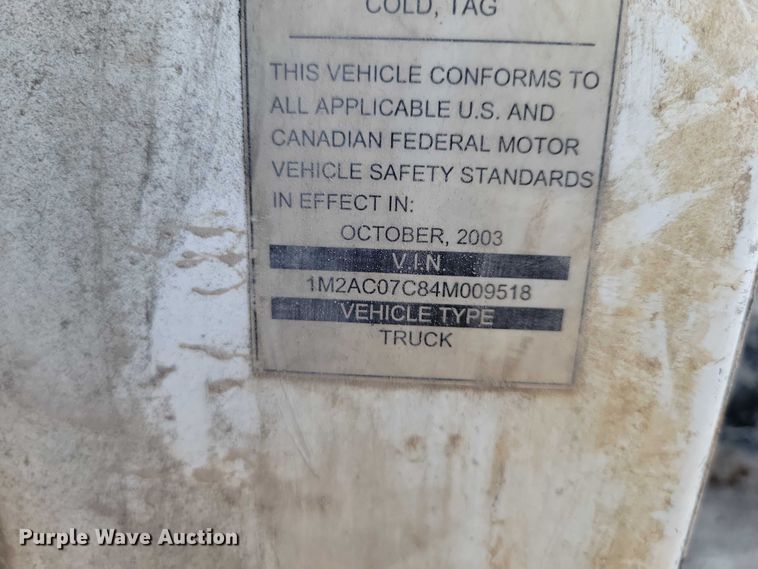 COLD, TAG
THIS VEHICLE CONFORMS TO
ALL APPLICABLE U.S. AND
CANADIAN FEDERAL MOTOR
VEHICLE SAFETY STANDARDS
IN EFFECT IN:
OCTOBER, 2003
V.I.N.
1M2AC07C84M009518
VEHICLE TYPE
TRUCK
Purple Wave Auction®